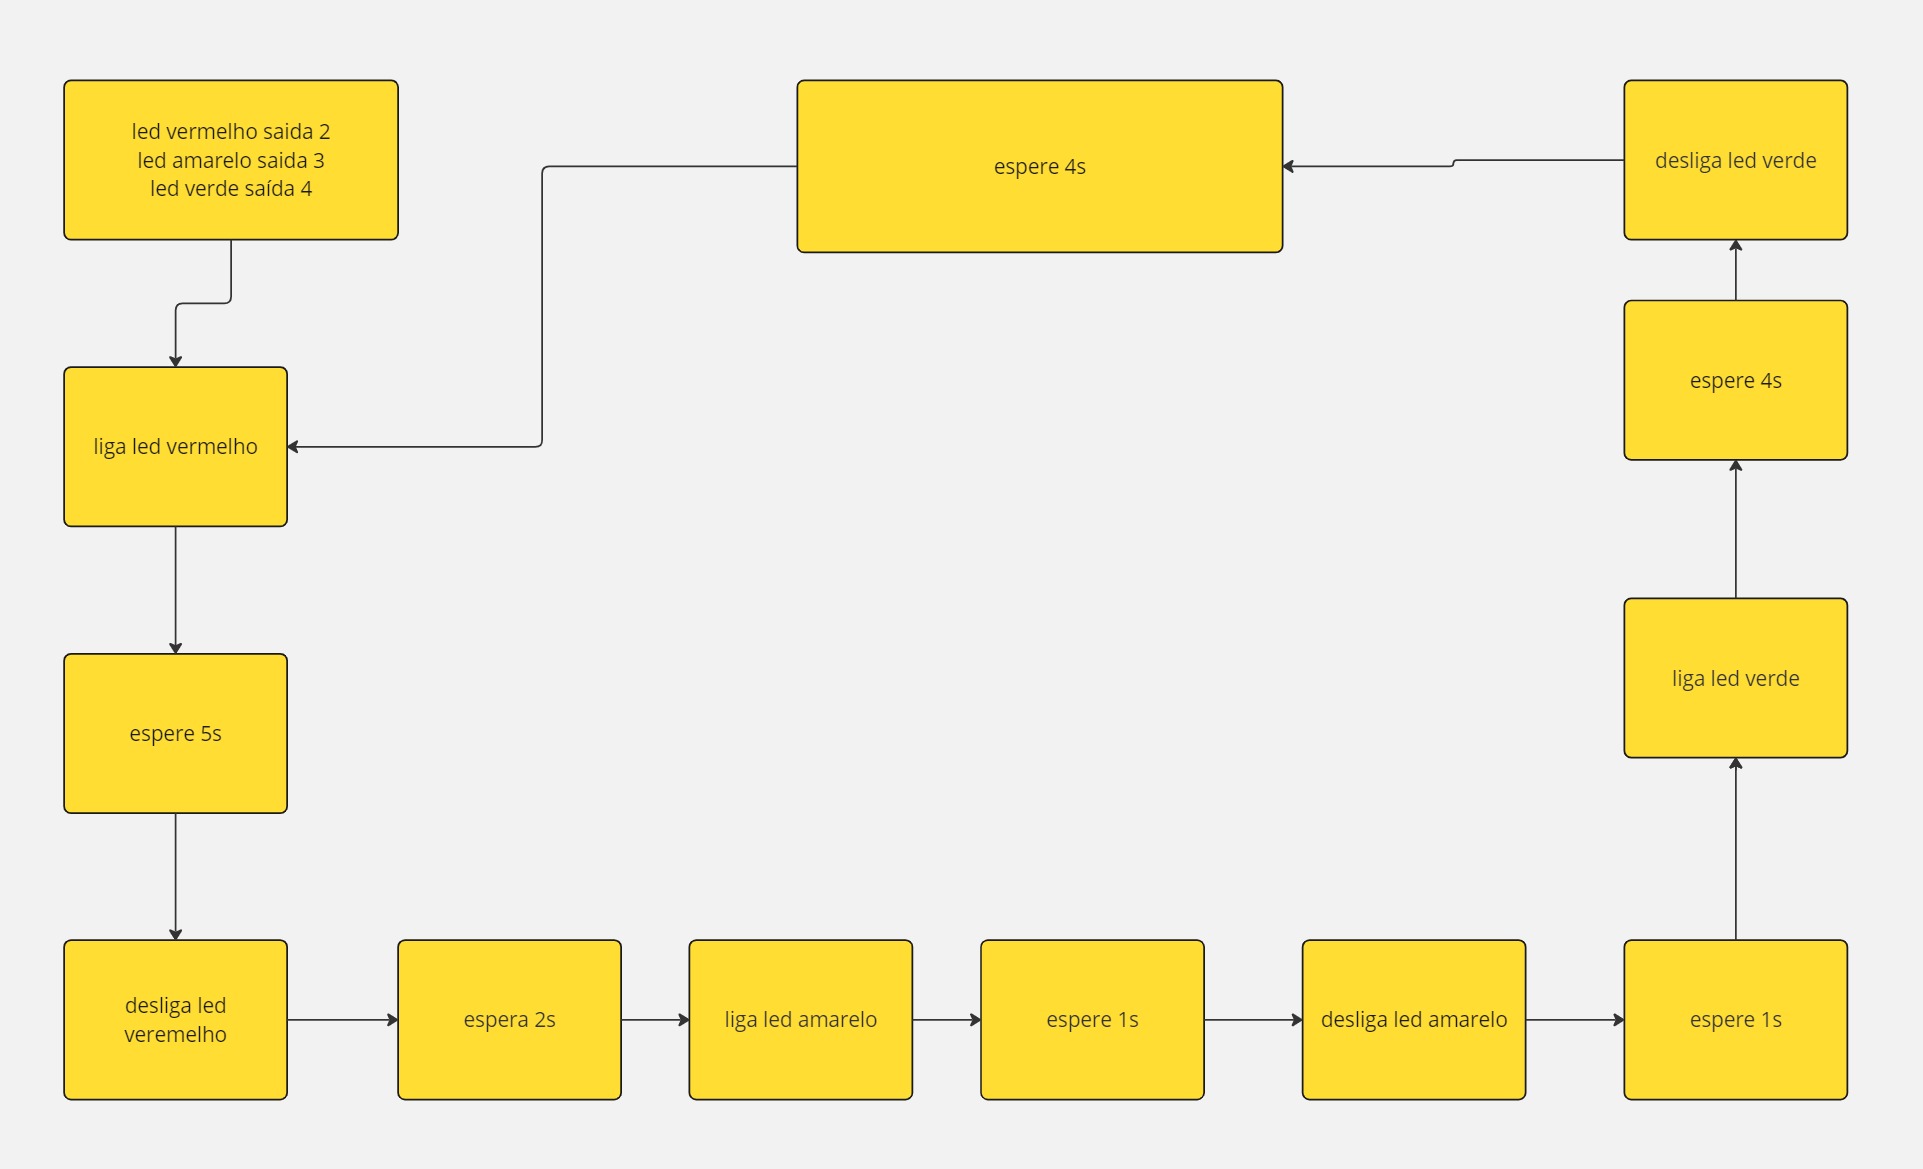 led vermelho saida 2
led amarelo saida 3
led verde saída 4
liga led vermelho
espere 5s
desliga led
veremelho
espera 2s
liga led amarelo
espere 1s
desliga led amarelo
espere 1s
liga led verde
espere 4s
desliga led verde
espere 4s